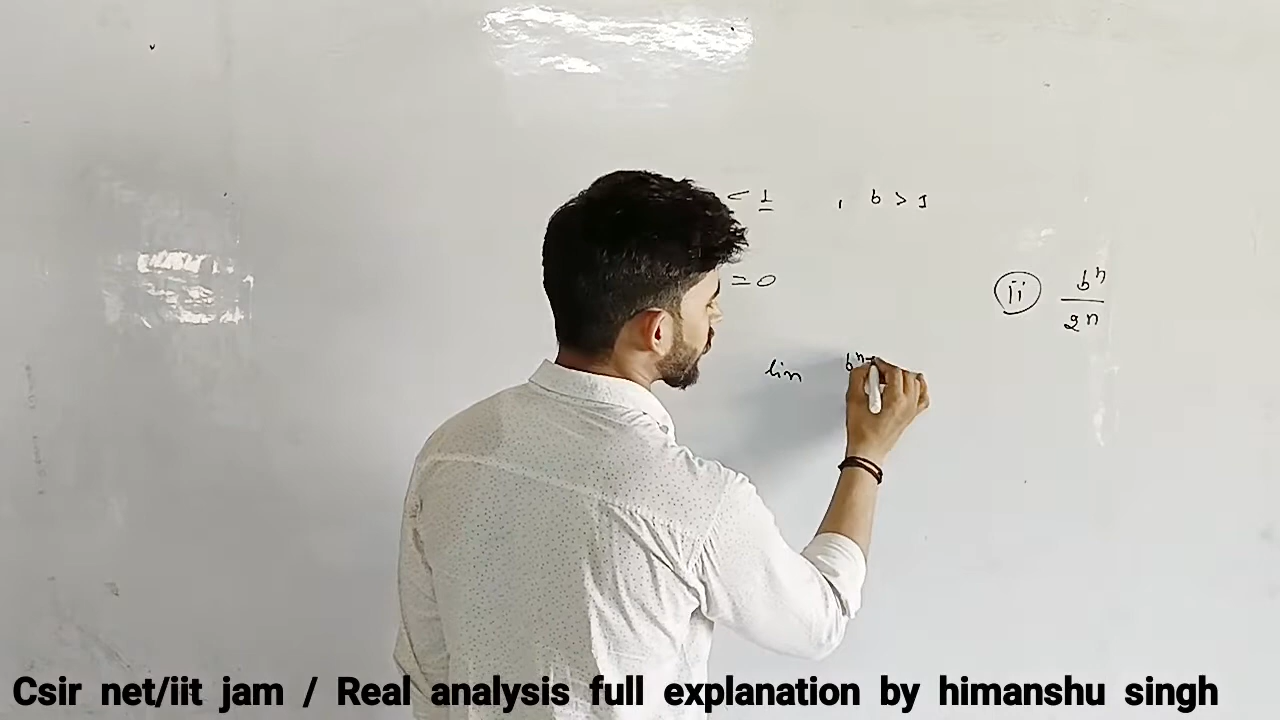 < 1 , b > 1
= 0
ii b^n / 2^n
lim b^n
Csir net/iit jam / Real analysis full explanation by himanshu singh